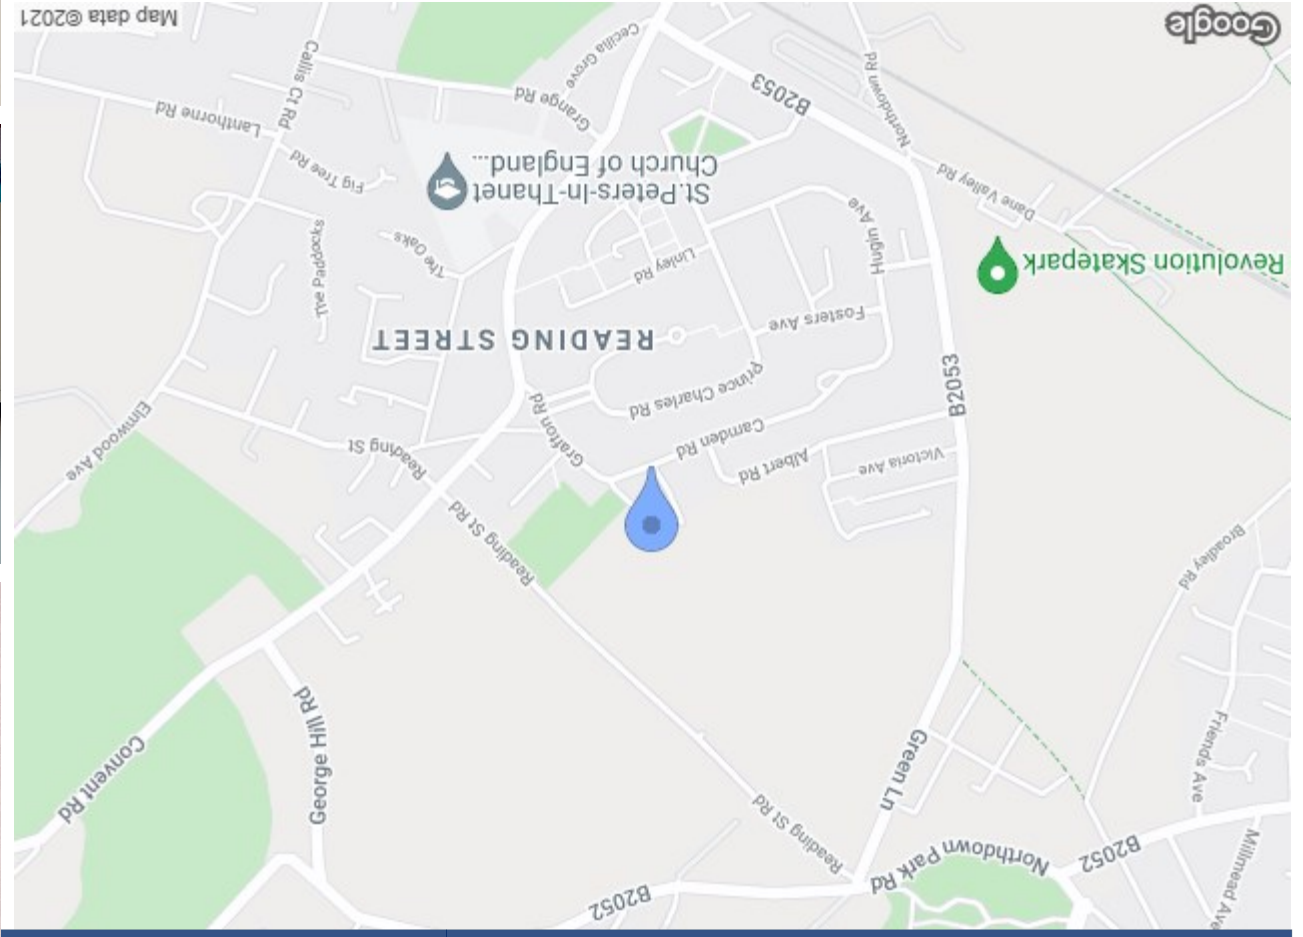 Millmead Ave
B2052
Northdown Park Rd
B2052
Reading St Rd
Friends Ave
Green Ln
George Hill Rd
Convent Rd
Broadley Rd
Reading St Rd
Victoria Ave
Albert Rd
Camden Rd
Grafton Rd
Reading St
Elmwood Ave
B2053
Prince Charles Rd
READING STREET
Fosters Ave
Revolution Skatepark
Linley Rd
The Paddocks
The Oaks
Hugin Ave
Dane Valley Rd
St.Peters-In-Thanet
Church of England...
Fig Tree Rd
Northdown Rd
B2053
Grange Rd
Lanthorne Rd
Callis Ct Rd
Cecilia Grove
Google
Map data ©2021